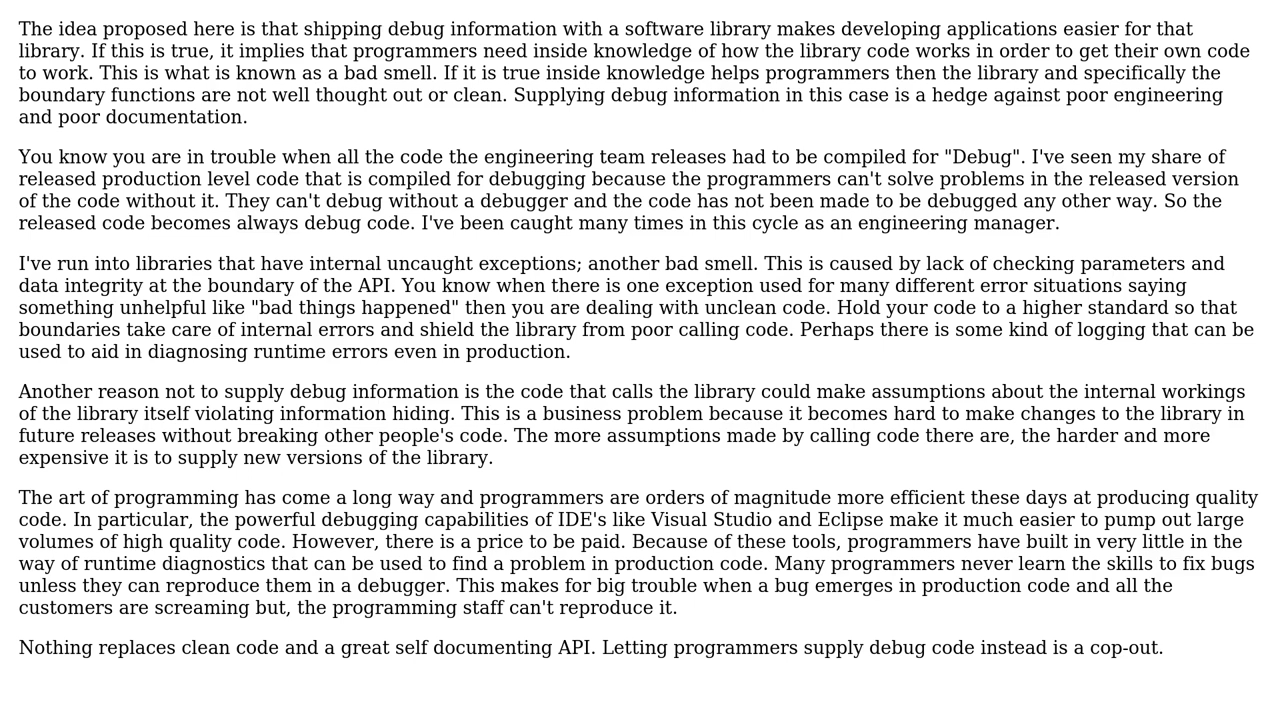 The idea proposed here is that shipping debug information with a software library makes developing applications easier for that
library. If this is true, it implies that programmers need inside knowledge of how the library code works in order to get their own code
to work. This is what is known as a bad smell. If it is true inside knowledge helps programmers then the library and specifically the
boundary functions are not well thought out or clean. Supplying debug information in this case is a hedge against poor engineering
and poor documentation.
You know you are in trouble when all the code the engineering team releases had to be compiled for "Debug". I've seen my share of
released production level code that is compiled for debugging because the programmers can't solve problems in the released version
of the code without it. They can't debug without a debugger and the code has not been made to be debugged any other way. So the
released code becomes always debug code. I've been caught many times in this cycle as an engineering manager.
I've run into libraries that have internal uncaught exceptions; another bad smell. This is caused by lack of checking parameters and
data integrity at the boundary of the API. You know when there is one exception used for many different error situations saying
something unhelpful like "bad things happened" then you are dealing with unclean code. Hold your code to a higher standard so that
boundaries take care of internal errors and shield the library from poor calling code. Perhaps there is some kind of logging that can be
used to aid in diagnosing runtime errors even in production.
Another reason not to supply debug information is the code that calls the library could make assumptions about the internal workings
of the library itself violating information hiding. This is a business problem because it becomes hard to make changes to the library in
future releases without breaking other people's code. The more assumptions made by calling code there are, the harder and more
expensive it is to supply new versions of the library.
The art of programming has come a long way and programmers are orders of magnitude more efficient these days at producing quality
code. In particular, the powerful debugging capabilities of IDE's like Visual Studio and Eclipse make it much easier to pump out large
volumes of high quality code. However, there is a price to be paid. Because of these tools, programmers have built in very little in the
way of runtime diagnostics that can be used to find a problem in production code. Many programmers never learn the skills to fix bugs
unless they can reproduce them in a debugger. This makes for big trouble when a bug emerges in production code and all the
customers are screaming but, the programming staff can't reproduce it.
Nothing replaces clean code and a great self documenting API. Letting programmers supply debug code instead is a cop-out.